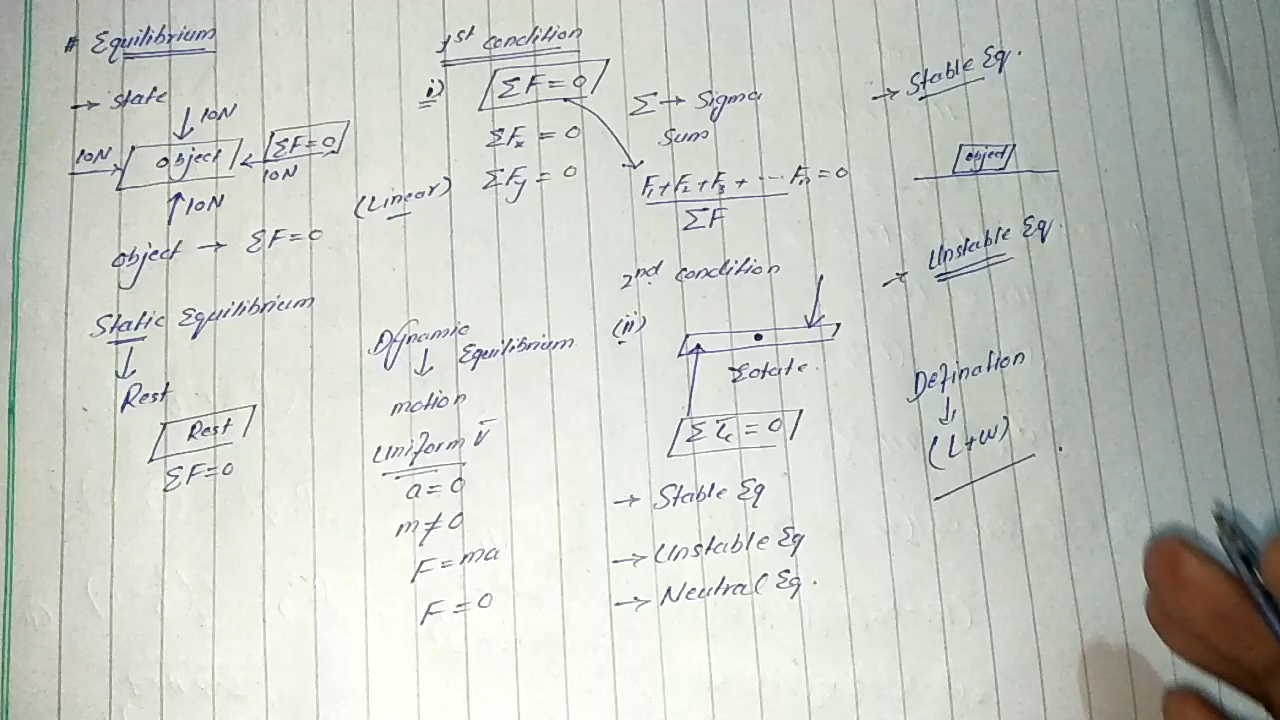 # Equilibrium
→ State
↓ 10N
10N → Object ← ΣF=0
10N
↑ 10N
object → ΣF=0
Static Equilibrium
↓
Rest
Rest
ΣF=0
1st condition
i) ΣF = 0
ΣFx = 0
(Linear) ΣFy = 0
Σ → Sigma
Sum
F1+F2+F3+ ... Fn = 0
ΣF
Dynamic
↓ Equilibrium
motion
Uniform v̄
a = 0
m ≠ 0
F = ma
F = 0
2nd condition
(ii)
Σotate.
Στ = 0
→ Stable Eq
→ Unstable Eq
→ Neutral Eq.
→ Stable Eq.
object
→ Unstable Eq.
Defination
↓
(L+W)